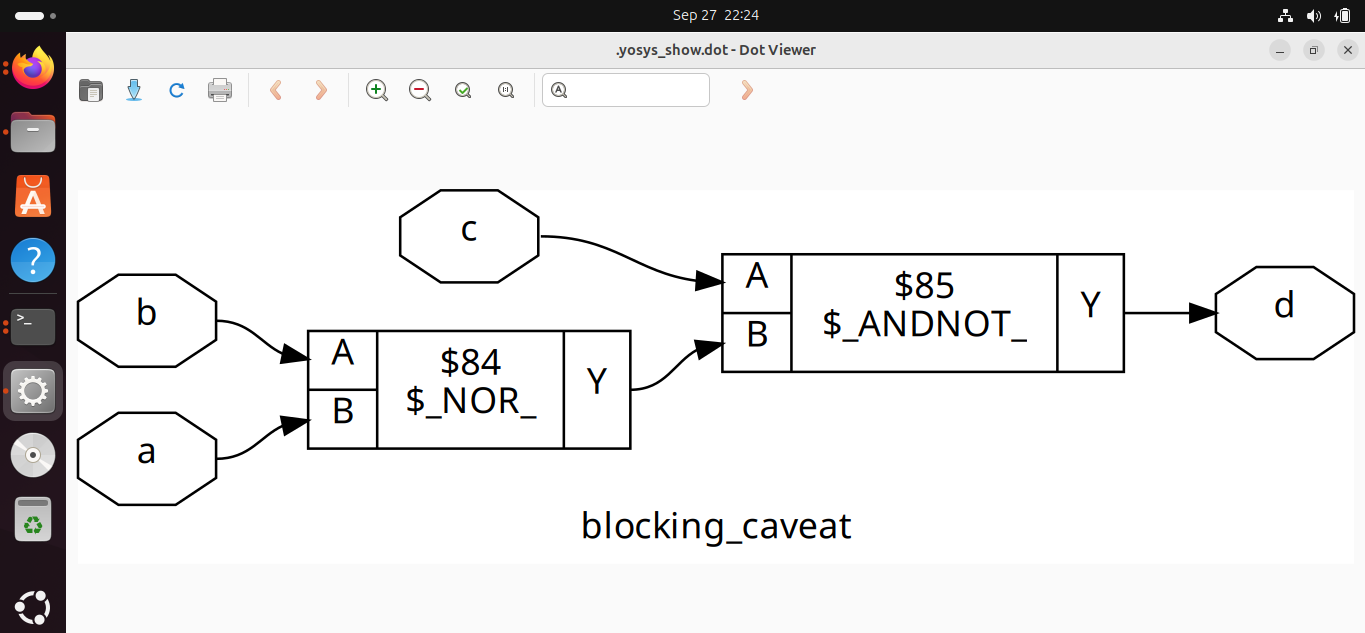 Sep 27 22:24
.yosys_show.dot - Dot Viewer
c
A
$85
$_ANDNOT_
B
Y
d
b
a
A
$84
$_NOR_
B
Y
blocking_caveat